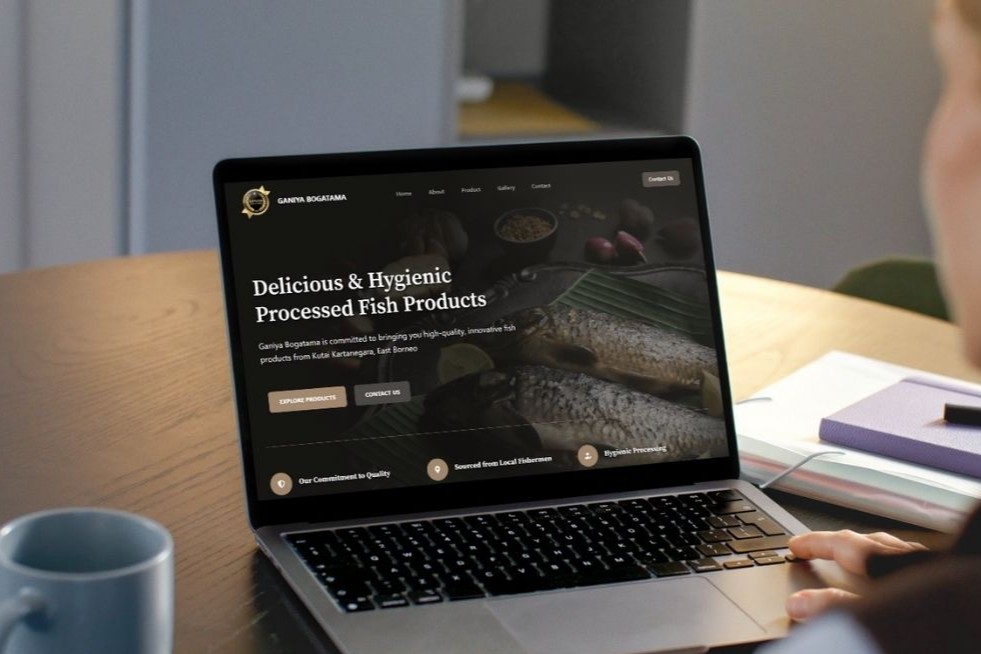 GANIYA BOGATAMA
Home About Product Gallery Contact
Contact Us
Delicious & Hygienic
Processed Fish Products
Ganiya Bogatama is committed to bringing you high-quality, innovative fish
products from Kutai Kartanegara, East Borneo
EXPLORE PRODUCTS CONTACT US
Our Commitment to Quality Sourced from Local Fishermen Hygienic Processing